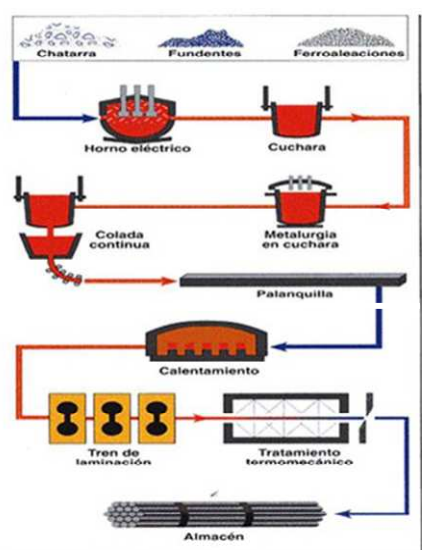 Chatarra
Fundentes
Ferroaleaciones
Horno eléctrico
Cuchara
Colada
continua
Metalurgia
en cuchara
Palanquilla
Calentamiento
Tren de
laminación
Tratamiento
termomecánico
Almacén